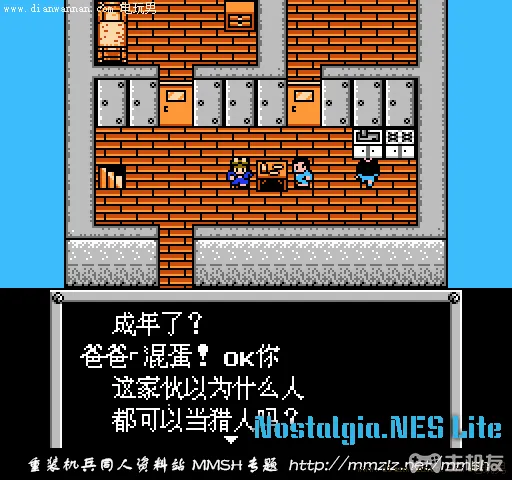 www.dianwannan.com 电玩男
成年了?
爸爸「混蛋!OK你
这家伙以为什么人
都可以当猎人吗?
Nostalgia.NES Lite
重装机兵同人资料站 MMSH专题 http://mmzlz.net/mmsh